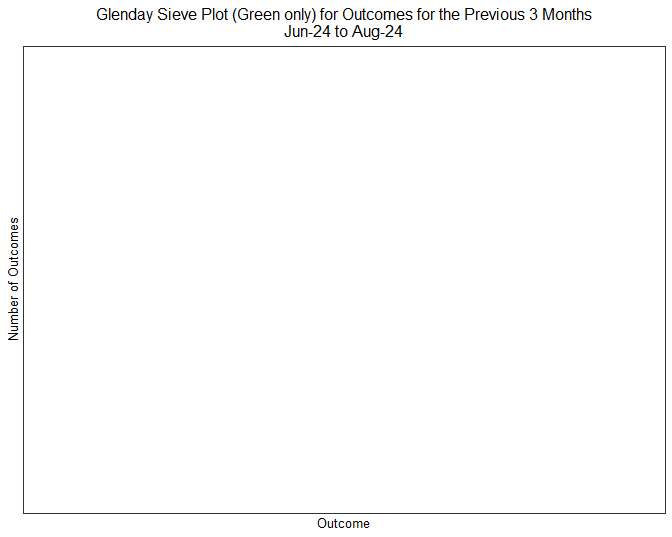 Glenday Sieve Plot (Green only) for Outcomes for the Previous 3 Months
Jun-24 to Aug-24
Number of Outcomes
Outcome